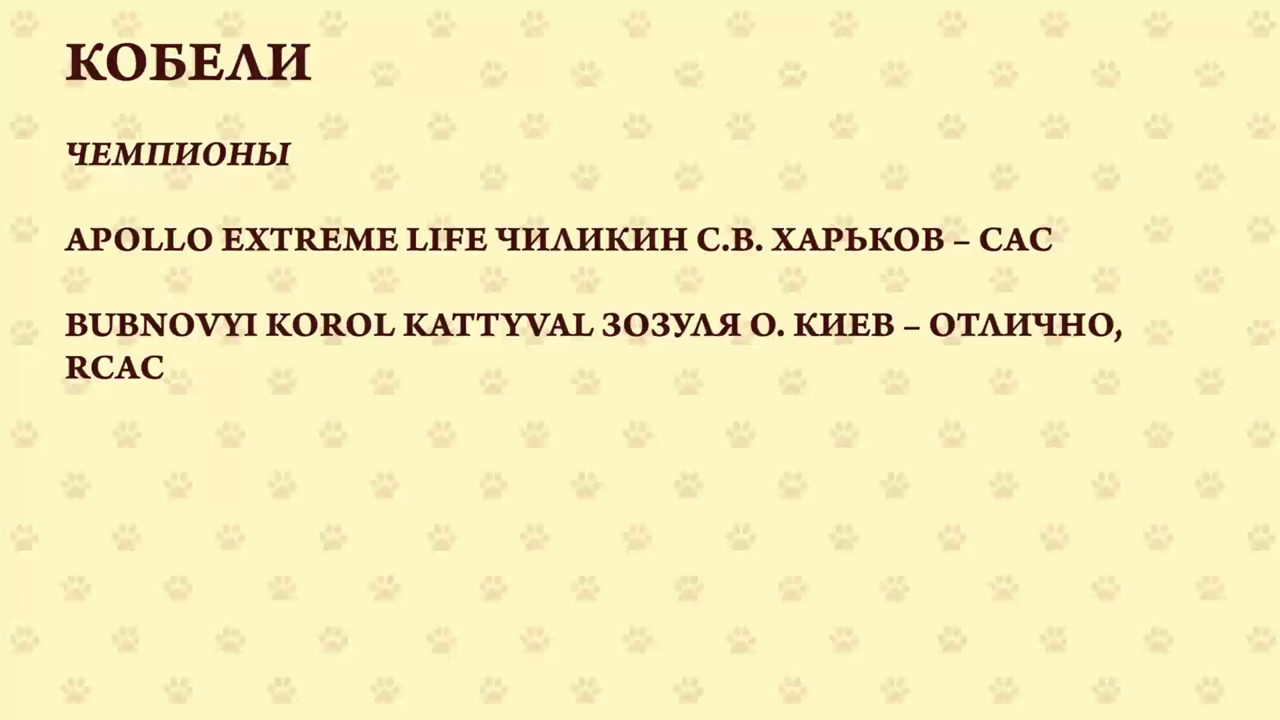 КОБЕЛИ
ЧЕМПИОНЫ
APOLLO EXTREME LIFE ЧИЛИКИН С.В. ХАРЬКОВ – CAC
BUBNOVYI KOROL KATTYVAL ЗОЗУЛЯ О. КИЕВ – ОТЛИЧНО,
RCAC